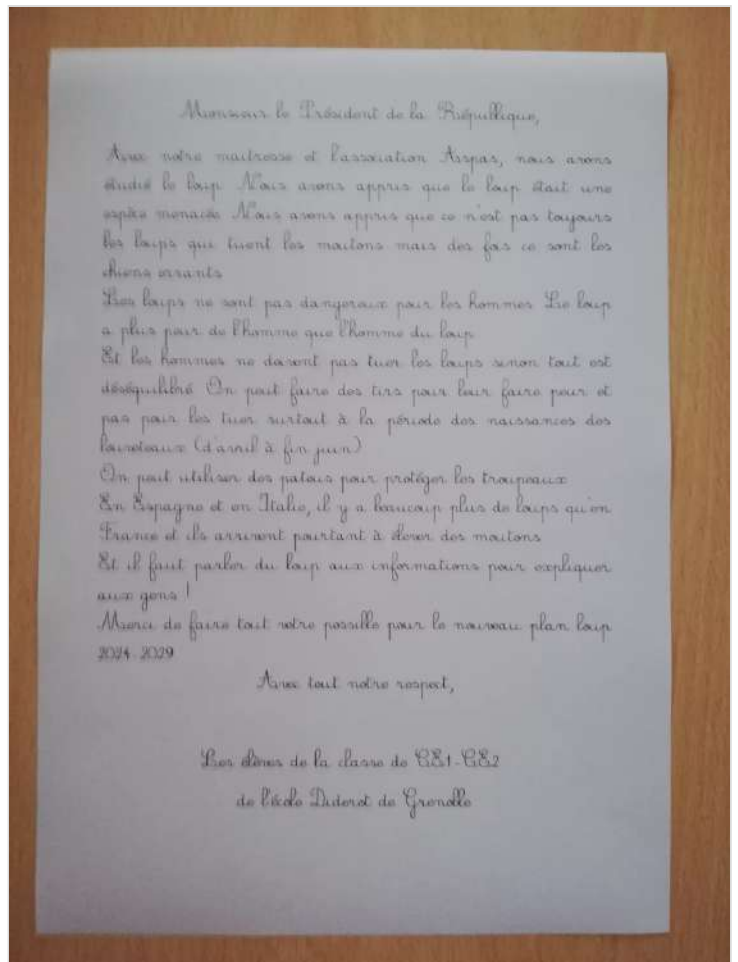 Monsieur le Président de la République,
Avec notre maitresse et l'association Aspas, nous avons
étudié le loup. Nous avons appris que le loup était une
espèce menacée. Nous avons appris que ce n'est pas toujours
les loups qui tuent les moutons mais des fois ce sont les
chiens errants.
Les loups ne sont pas dangereux pour les hommes. Le loup
a plus peur de l'homme que l'homme du loup.
Et les hommes ne doivent pas tuer les loups sinon tout est
déséquilibré. On peut faire des tirs pour leur faire peur et
pas pour les tuer surtout à la période des naissances des
louveteaux (d'avril à fin juin)
On peut utiliser des patous pour protéger les troupeaux.
En Espagne et en Italie, il y a beaucoup plus de loups qu'en
France et ils arrivent pourtant à élever des moutons.
Et il faut parler du loup aux informations pour expliquer
aux gens !
Merci de faire tout votre possible pour le nouveau plan loup
2024-2029.
Avec tout notre respect,
Les élèves de la classe de CE1-CE2
de l'école Diderot de Grenoble